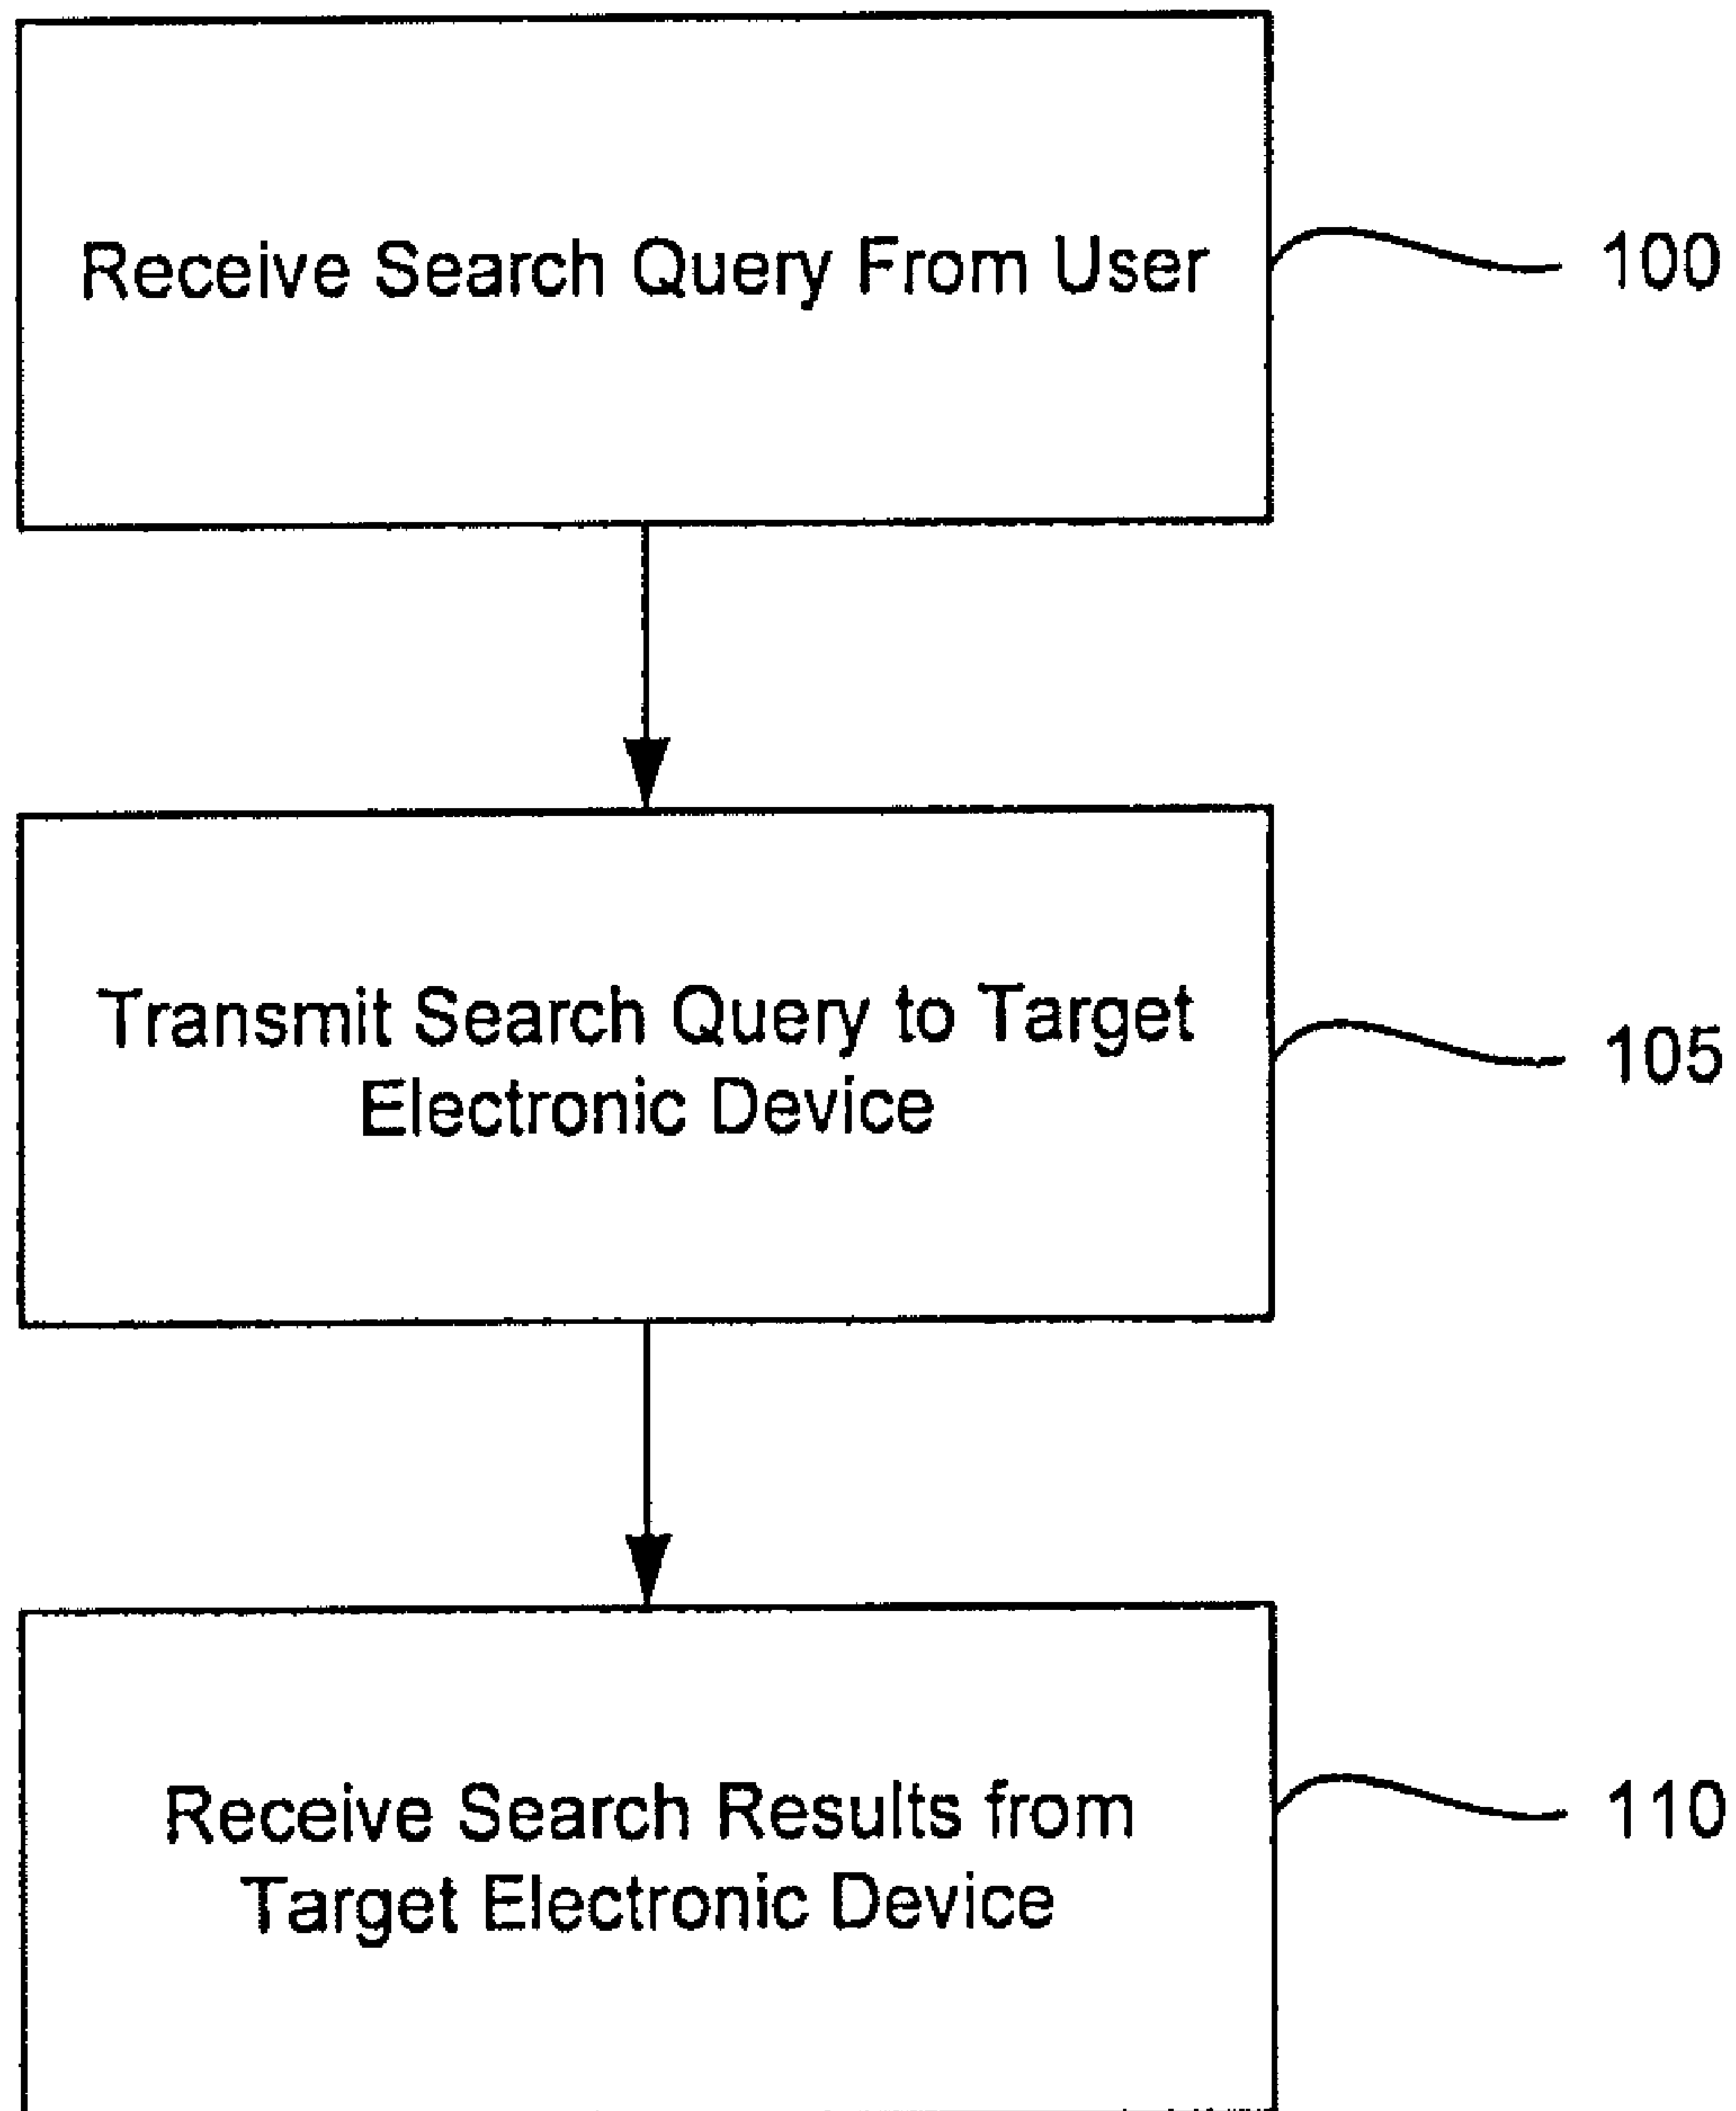 Receive Search Query From User
100
Transmit Search Query to Target
Electronic Device
105
Receive Search Results from
Target Electronic Device
110